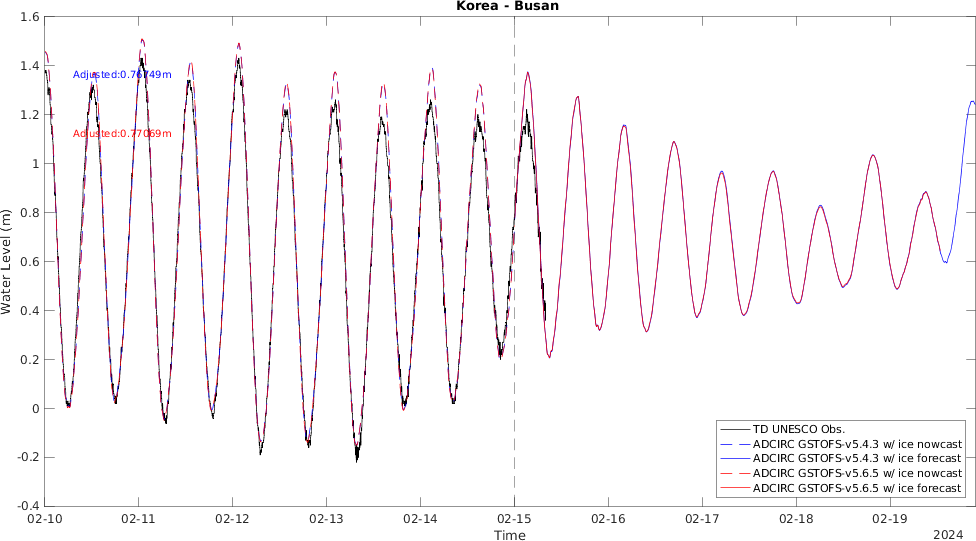 Korea - Busan
1.6
1.4
1.2
1
0.8
0.6
0.4
0.2
0
-0.2
-0.4
Water Level (m)
Adjusted:0.76749m
Adjusted:0.77069m
TD UNESCO Obs.
ADCIRC GSTOFS-v5.4.3 w/ ice nowcast
ADCIRC GSTOFS-v5.4.3 w/ ice forecast
ADCIRC GSTOFS-v5.6.5 w/ ice nowcast
ADCIRC GSTOFS-v5.6.5 w/ ice forecast
02-10 02-11 02-12 02-13 02-14 02-15 02-16 02-17 02-18 02-19
Time
2024